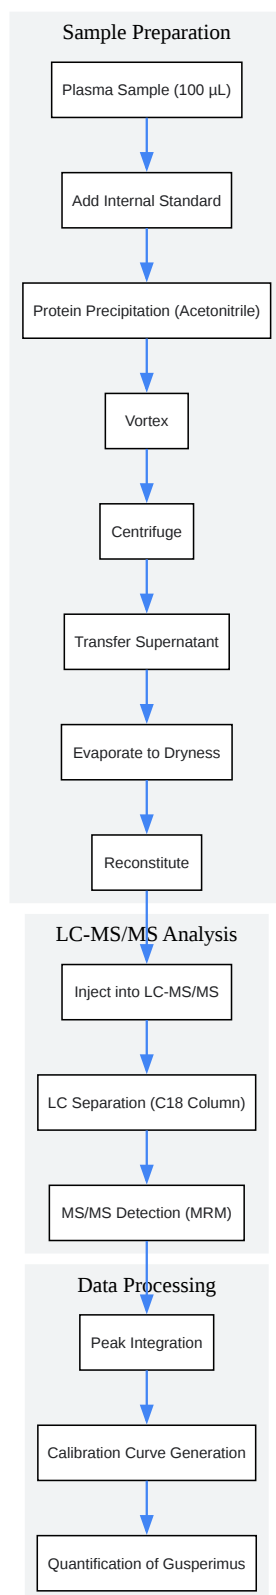 Sample Preparation
Plasma Sample (100 µL)
Add Internal Standard
Protein Precipitation (Acetonitrile)
Vortex
Centrifuge
Transfer Supernatant
Evaporate to Dryness
Reconstitute
LC-MS/MS Analysis
Inject into LC-MS/MS
LC Separation (C18 Column)
MS/MS Detection (MRM)
Data Processing
Peak Integration
Calibration Curve Generation
Quantification of Gusperimus